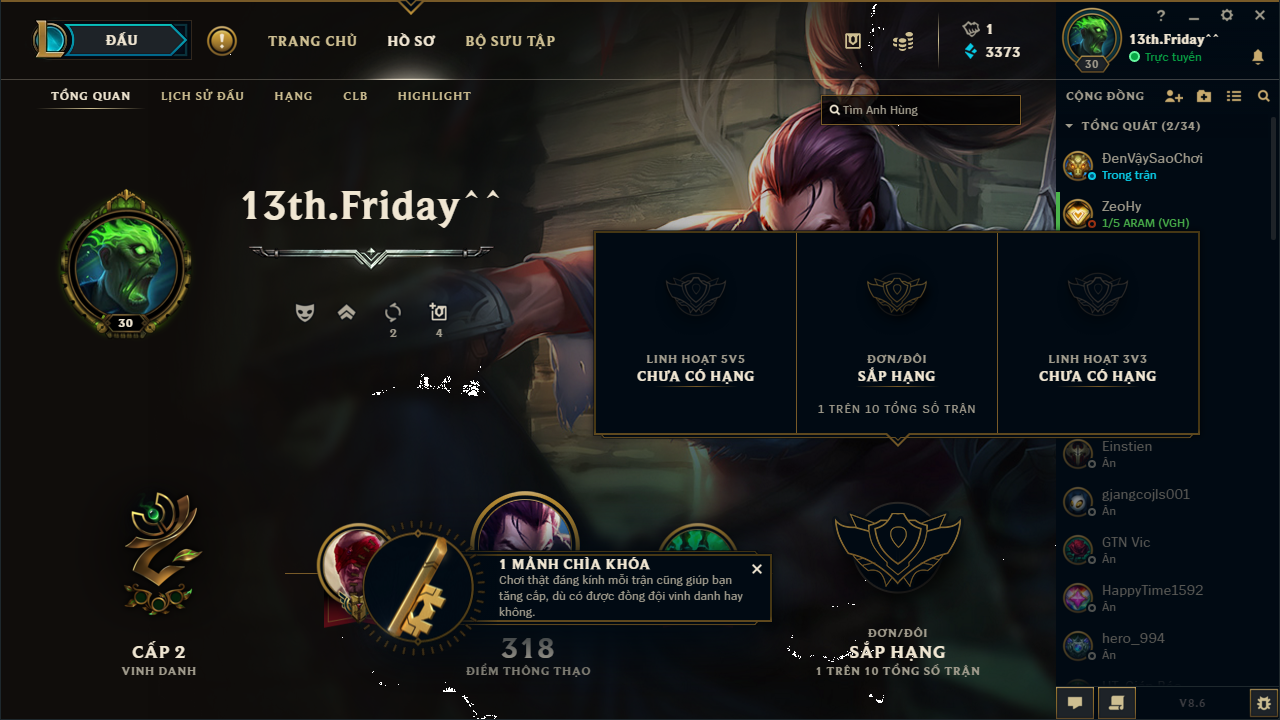 ĐẤU
TRANG CHỦ
HỒ SƠ
BỘ SƯU TẬP
1
3373
13th.Friday^^
Trực tuyến
30
TỔNG QUAN
LỊCH SỬ ĐẤU
HẠNG
CLB
HIGHLIGHT
Tìm Anh Hùng
CỘNG ĐỒNG
TỔNG QUÁT (2/34)
ĐenVậySaoChơi
Trong trận
ZeoHy
1/5 ARAM (VGH)
13th.Friday^^
30
2
4
LINH HOẠT 5V5
CHƯA CÓ HẠNG
ĐƠN/ĐÔI
SẮP HẠNG
1 TRÊN 10 TỔNG SỐ TRẬN
LINH HOẠT 3V3
CHƯA CÓ HẠNG
Einstien
Ẩn
gjangcojls001
Ẩn
GTN Vic
Ẩn
HappyTime1592
Ẩn
hero_994
Ẩn
1 MẢNH CHÌA KHÓA
Chơi thật đáng kính mỗi trận cũng giúp bạn
tăng cấp, dù có được đồng đội vinh danh hay
không.
CẤP 2
VINH DANH
318
ĐIỂM THÔNG THẠO
ĐƠN/ĐÔI
SẮP HẠNG
1 TRÊN 10 TỔNG SỐ TRẬN
V8.6